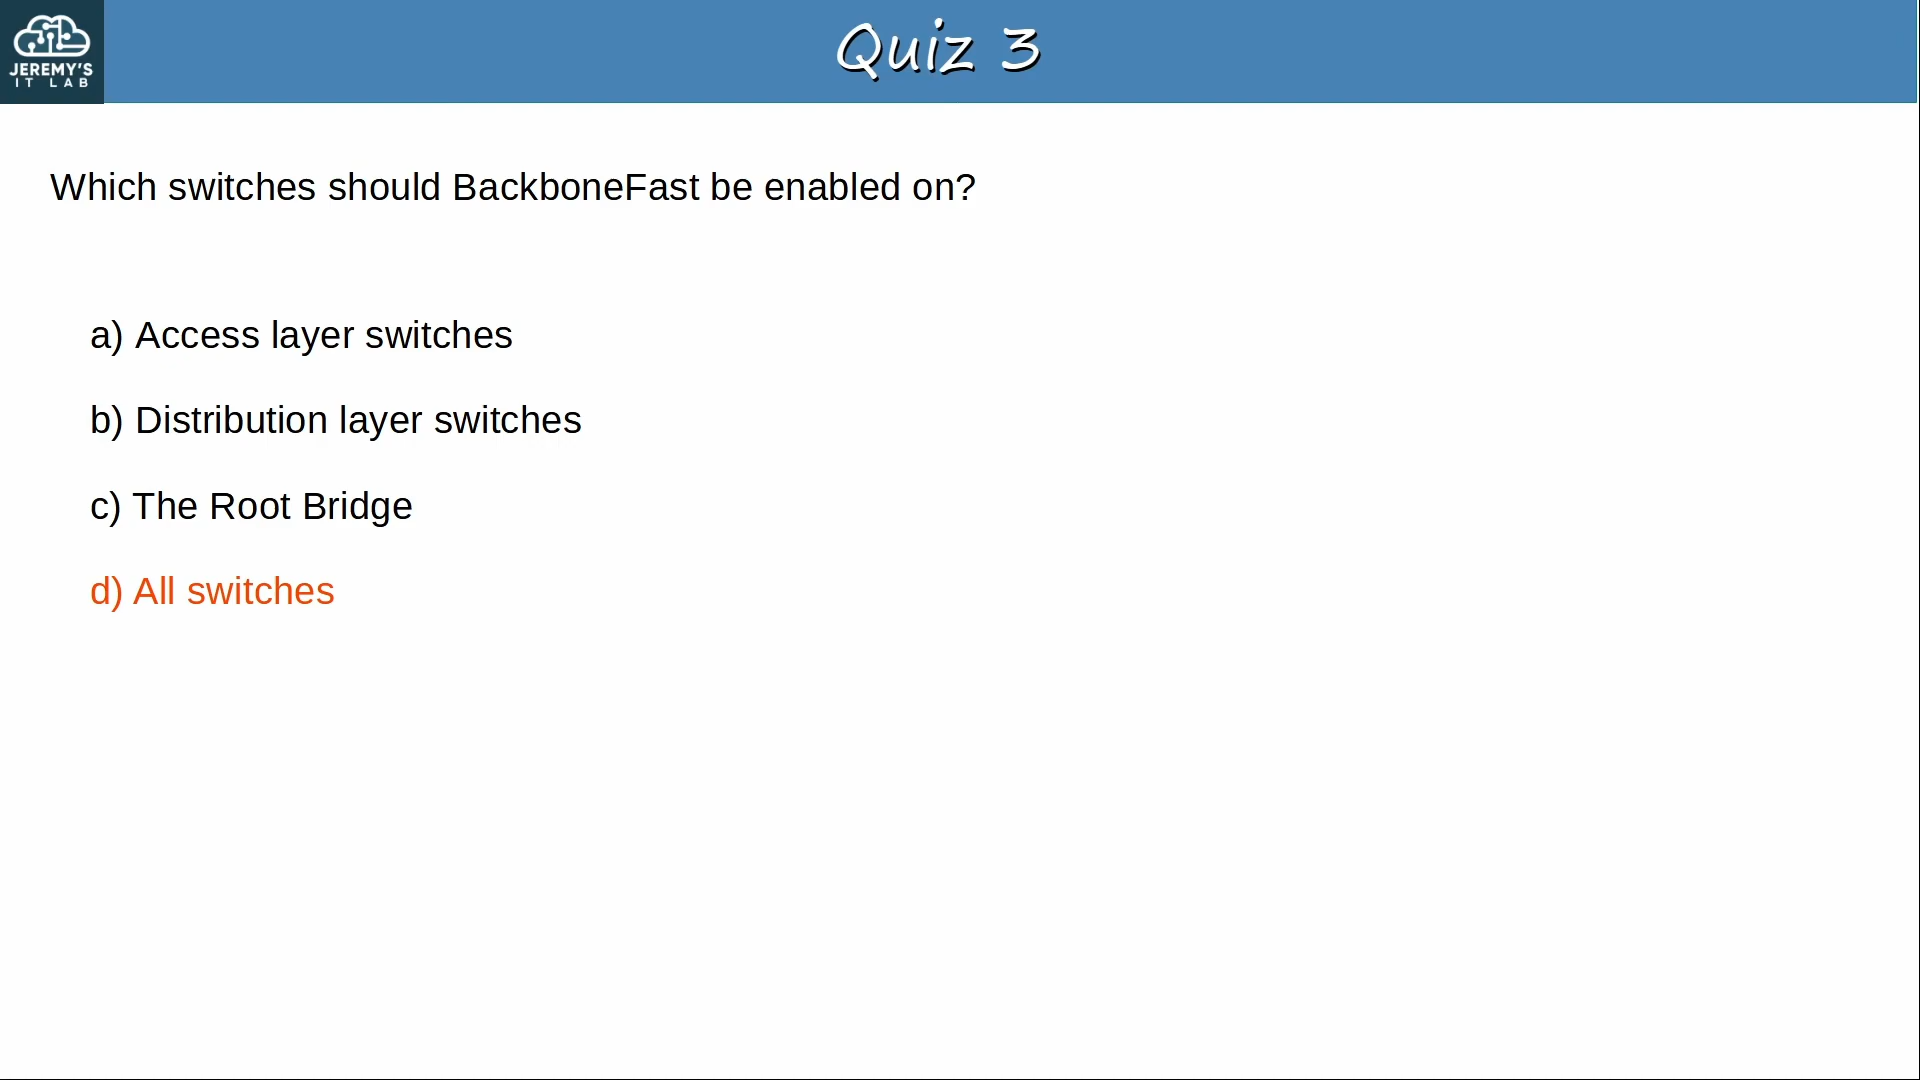 JEREMY'S
IT LAB
Quiz 3
Which switches should BackboneFast be enabled on?
a) Access layer switches
b) Distribution layer switches
c) The Root Bridge
d) All switches